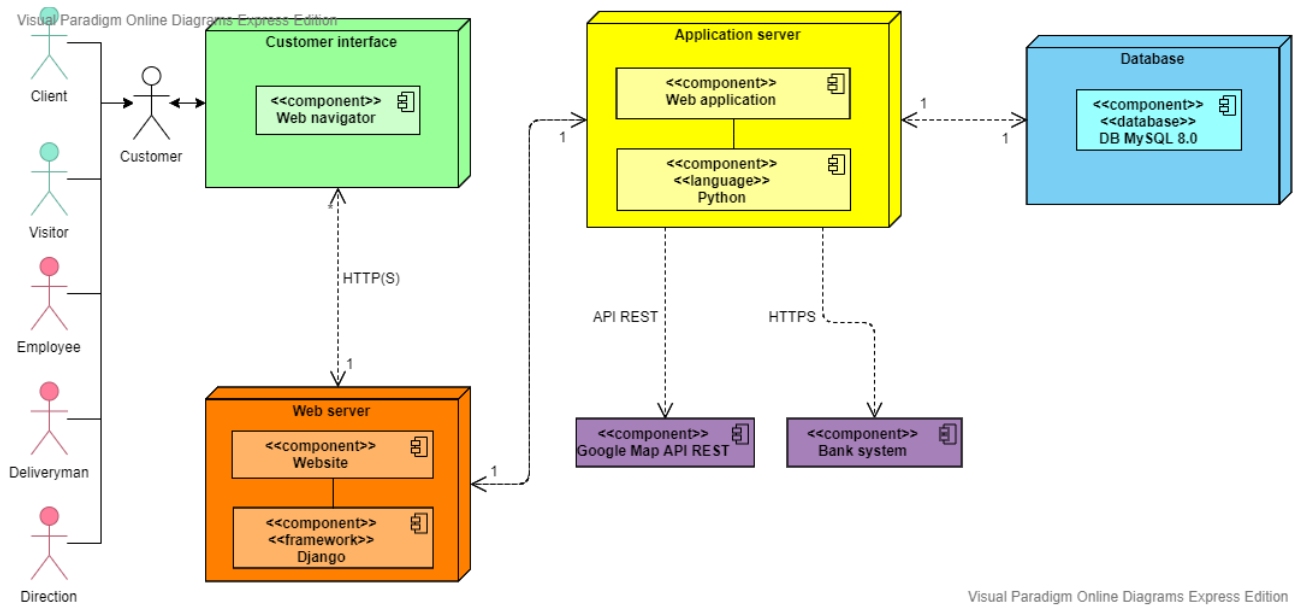 Visual Paradigm Online Diagrams Express Edition
Client
Visitor
Employee
Deliveryman
Direction
Customer
Customer interface
<<component>>
Web navigator
*
HTTP(S)
1
Web server
<<component>>
Website
<<component>>
<<framework>>
Django
1
1
Application server
<<component>>
Web application
<<component>>
<<language>>
Python
1
1
Database
<<component>>
<<database>>
DB MySQL 8.0
API REST
HTTPS
<<component>>
Google Map API REST
<<component>>
Bank system
Visual Paradigm Online Diagrams Express Edition